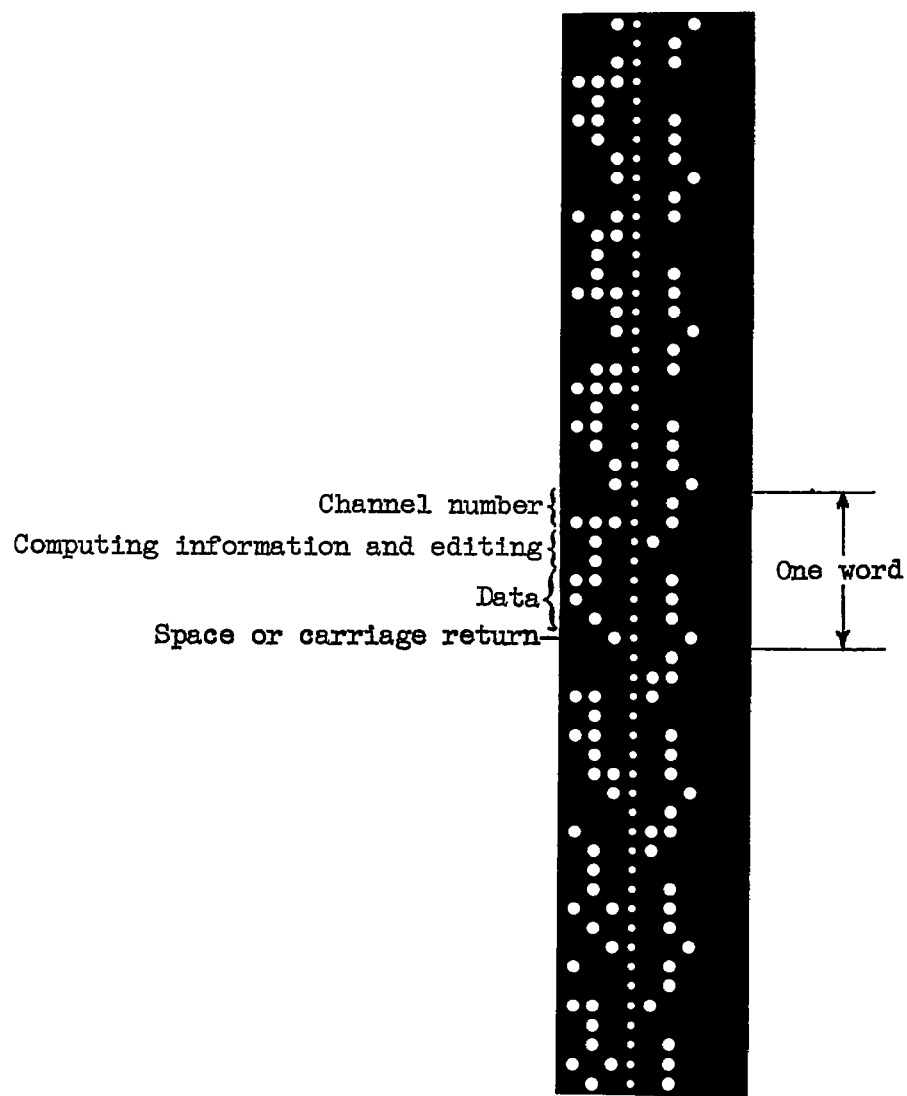 Channel number
Computing information and editing
Data
Space or carriage return
One word